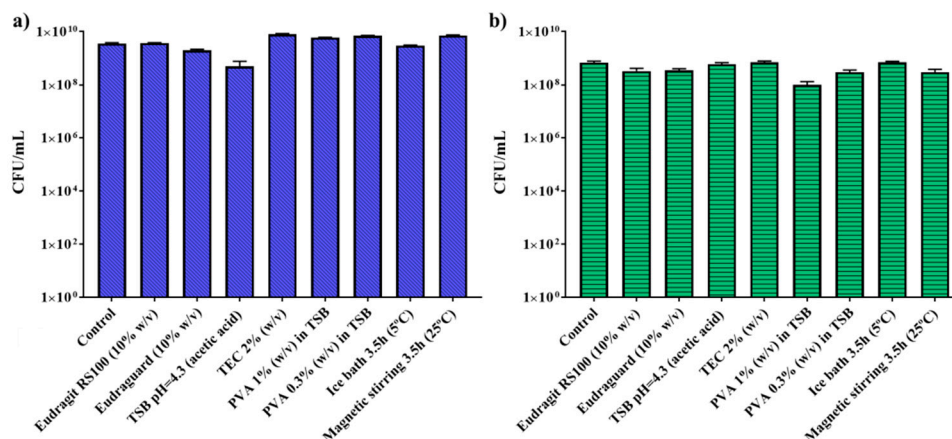 a)
CFU/mL
1×10¹⁰
1×10⁸
1×10⁶
1×10⁴
1×10²
1×10⁰
Control
Eudragit RS100 (10% w/v)
Eudraguard (10% w/v)
TSB pH=4.3 (acetic acid)
TEC 2% (w/v)
PVA 1% (w/v) in TSB
PVA 0.3% (w/v) in TSB
Ice bath 3.5h (5ºC)
Magnetic stirring 3.5h (25ºC)
b)
CFU/mL
1×10¹⁰
1×10⁸
1×10⁶
1×10⁴
1×10²
1×10⁰
Control
Eudragit RS100 (10% w/v)
Eudraguard (10% w/v)
TSB pH=4.3 (acetic acid)
TEC 2% (w/v)
PVA 1% (w/v) in TSB
PVA 0.3% (w/v) in TSB
Ice bath 3.5h (5ºC)
Magnetic stirring 3.5h (25ºC)